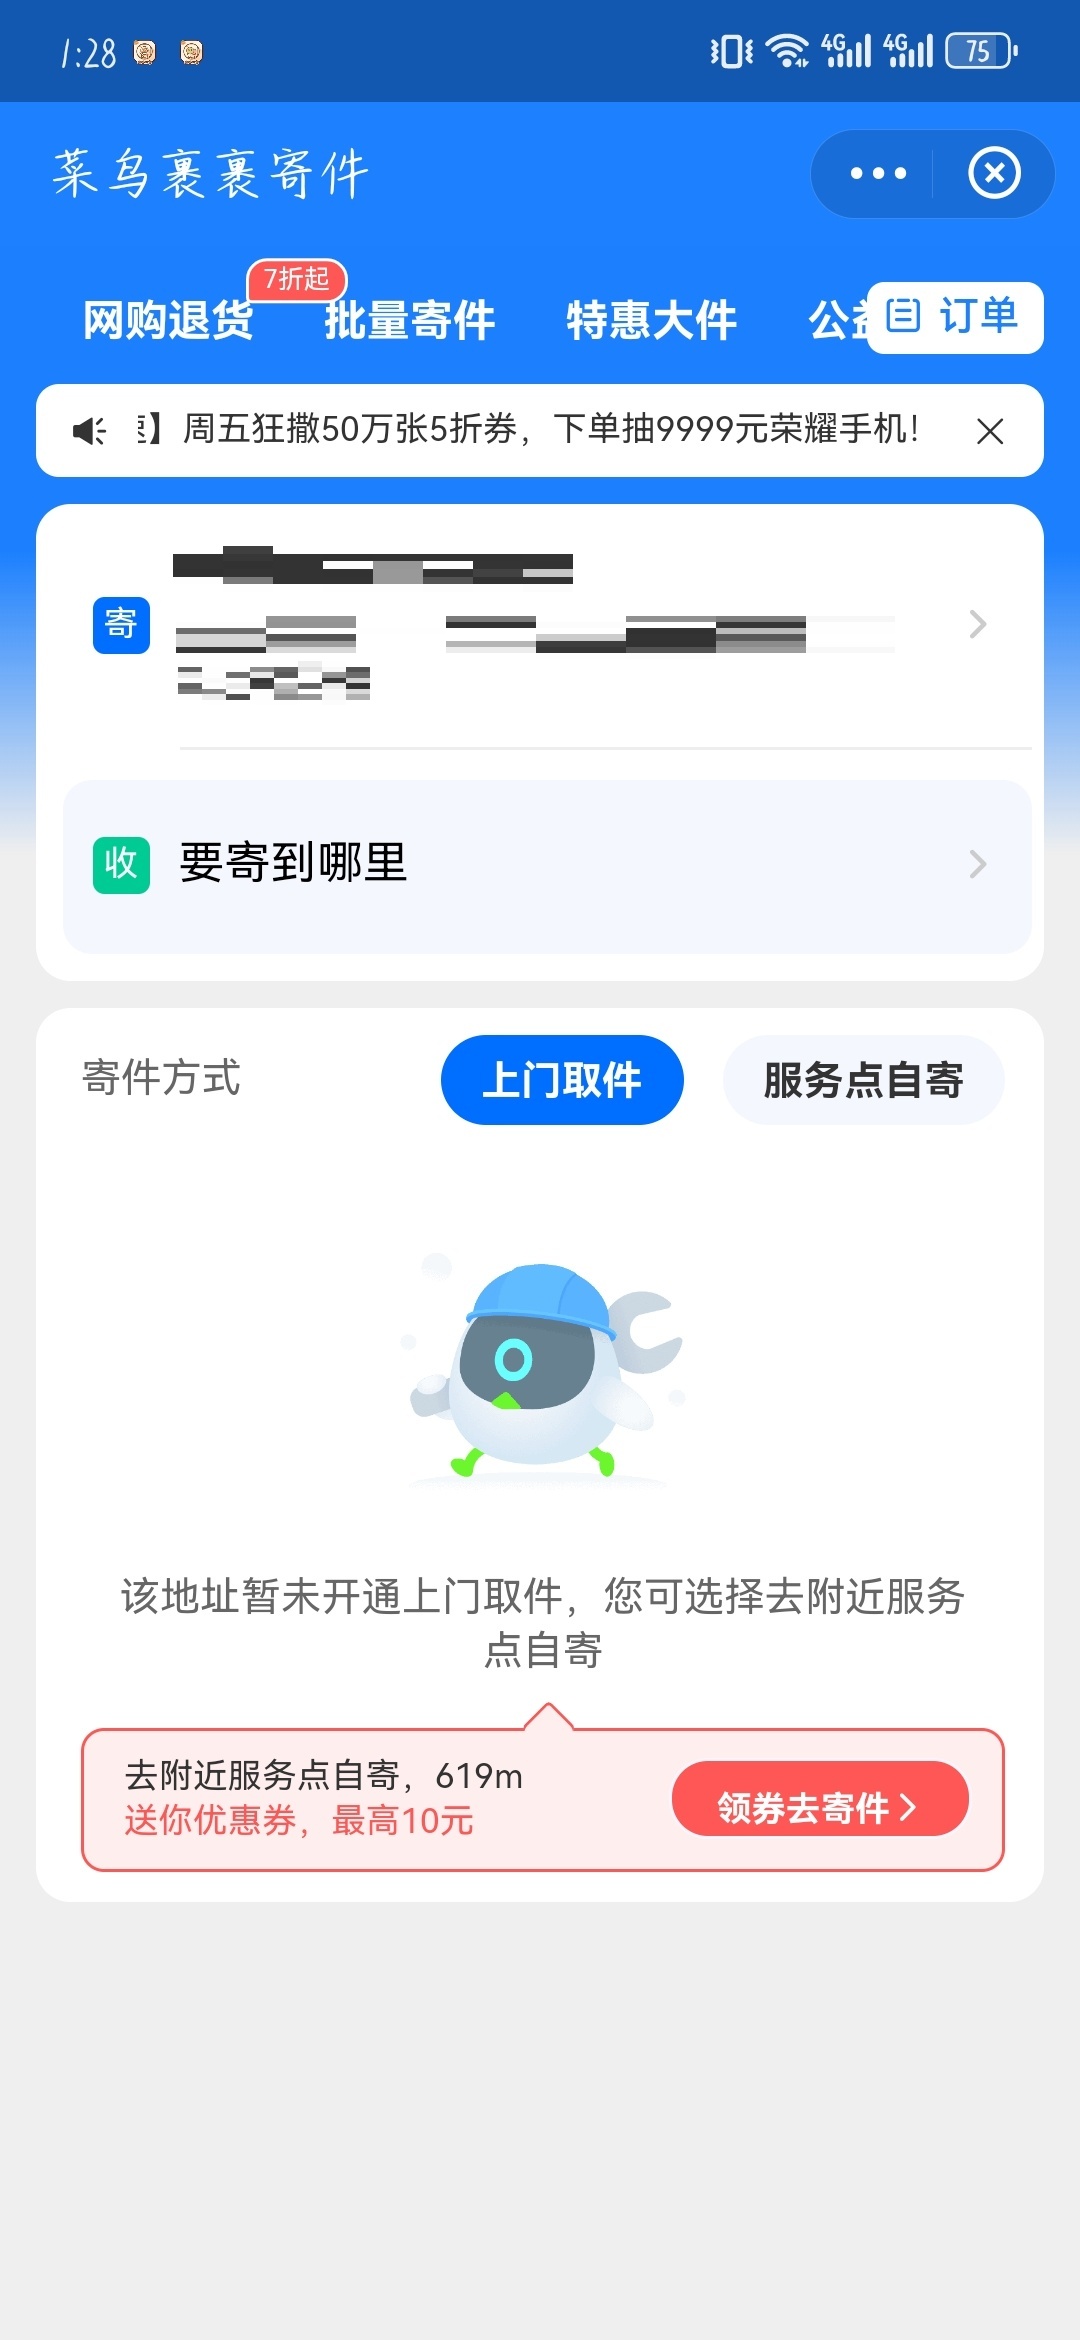 1:28
4G 4G 75
菜鸟裹裹寄件
7折起
网购退货 批量寄件 特惠大件 公益 订单
】周五狂撒50万张5折券，下单抽9999元荣耀手机！
寄
收 要寄到哪里
寄件方式 上门取件 服务点自寄
该地址暂未开通上门取件，您可选择去附近服务
点自寄
去附近服务点自寄，619m
送你优惠券，最高10元
领券去寄件